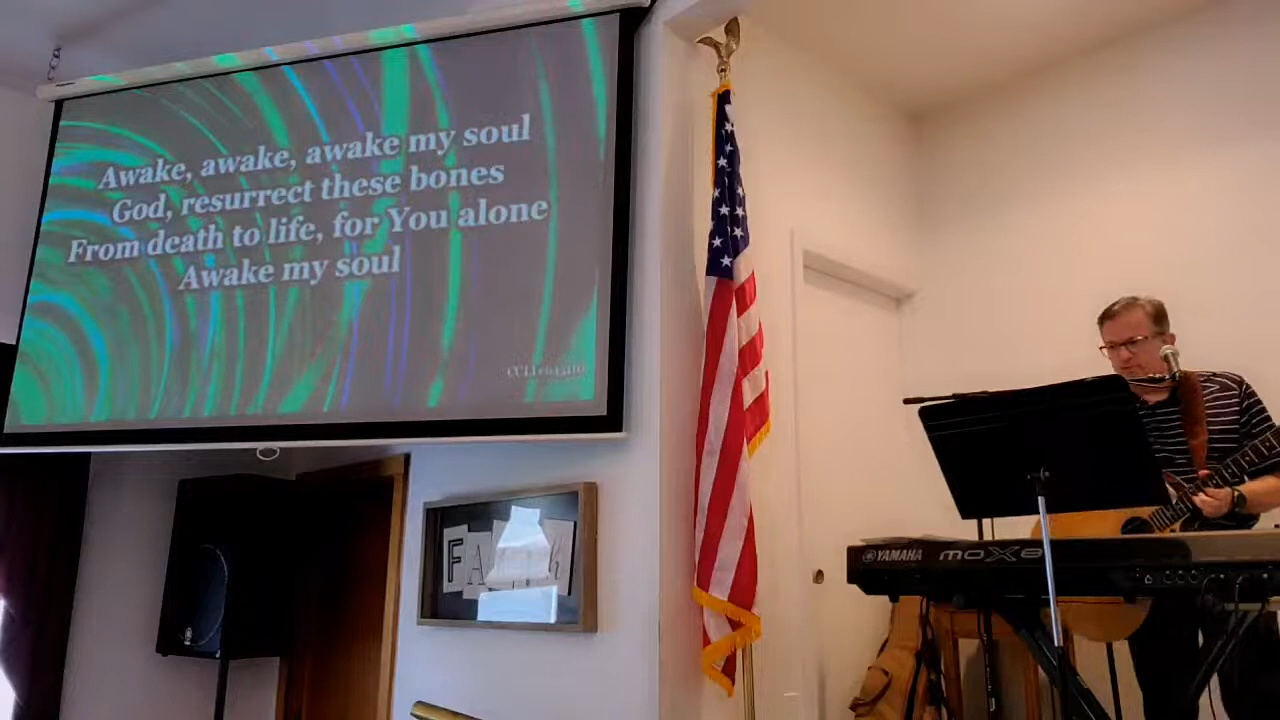 Awake, awake, awake my soul
God, resurrect these bones
From death to life, for You alone
Awake my soul
FAITh
YAMAHA MOX8